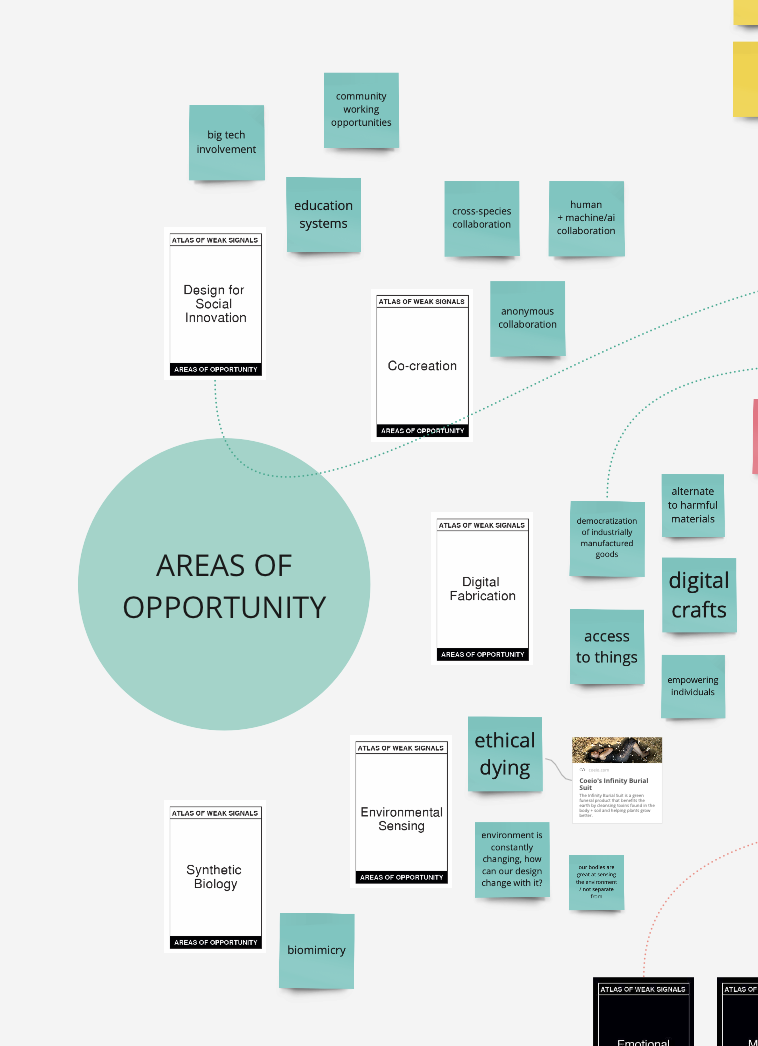 community
working
opportunities
big tech
involvement
education
systems
cross-species
collaboration
human
+ machine/ai
collaboration
ATLAS OF WEAK SIGNALS
Design for
Social
Innovation
AREAS OF OPPORTUNITY
ATLAS OF WEAK SIGNALS
Co-creation
AREAS OF OPPORTUNITY
anonymous
collaboration
AREAS OF
OPPORTUNITY
ATLAS OF WEAK SIGNALS
Digital
Fabrication
AREAS OF OPPORTUNITY
democratization
of industrially
manufactured
goods
alternate
to harmful
materials
digital
crafts
access
to things
empowering
individuals
ATLAS OF WEAK SIGNALS
Environmental
Sensing
AREAS OF OPPORTUNITY
ethical
dying
Coeio's Infinity Burial
Suit
The Infinity Burial Suit is a green
funeral product that benefits the
earth by cleansing toxins found in the
body + soil and helping plants grow
better.
environment is
constantly
changing, how
can our design
change with it?
our bodies are
great at sensing
the environment
/ not separate
from
ATLAS OF WEAK SIGNALS
Synthetic
Biology
AREAS OF OPPORTUNITY
biomimicry
ATLAS OF WEAK SIGNALS
Emotional
ATLAS OF
M